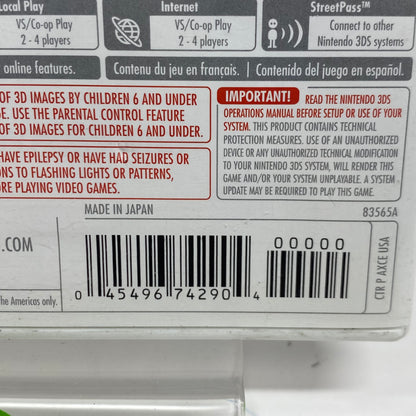 Local Play
VS/Co-op Play
2 - 4 players
Internet
VS/Co-op Play
2 - 4 players
StreetPass™
Connect to other
Nintendo 3DS systems
online features.
Contenu du jeu en français.
Contenido del juego en español.
OF 3D IMAGES BY CHILDREN 6 AND UNDER
GE. USE THE PARENTAL CONTROL FEATURE
OF 3D IMAGES FOR CHILDREN 6 AND UNDER.
HAVE EPILEPSY OR HAVE HAD SEIZURES OR
ONS TO FLASHING LIGHTS OR PATTERNS,
ORE PLAYING VIDEO GAMES.
IMPORTANT! READ THE NINTENDO 3DS
OPERATIONS MANUAL BEFORE SETUP OR USE OF YOUR
SYSTEM. THIS PRODUCT CONTAINS TECHNICAL
PROTECTION MEASURES. USE OF AN UNAUTHORIZED
DEVICE OR ANY UNAUTHORIZED TECHNICAL MODIFICATION
TO YOUR NINTENDO 3DS SYSTEM, WILL RENDER THIS
GAME AND/OR YOUR SYSTEM UNPLAYABLE. A SYSTEM
UPDATE MAY BE REQUIRED TO PLAY THIS GAME.
MADE IN JAPAN
83565A
.COM
he Americas only.
0 45496 74290 4
00000
CTR P AXCE USA